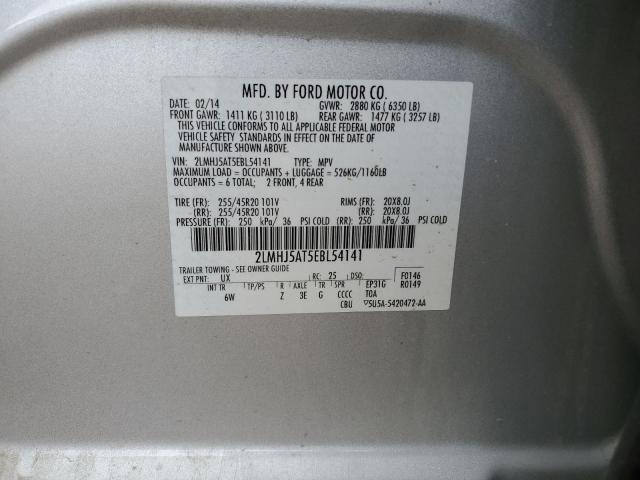 MFD. BY FORD MOTOR CO.
DATE: 02/14 GVWR: 2880 KG ( 6350 LB)
FRONT GAWR: 1411 KG ( 3110 LB) REAR GAWR: 1477 KG ( 3257 LB)
THIS VEHICLE CONFORMS TO ALL APPLICABLE FEDERAL MOTOR
VEHICLE SAFETY STANDARDS IN EFFECT ON THE DATE OF
MANUFACTURE SHOWN ABOVE.
VIN: 2LMHJ5AT5EBL54141 TYPE: MPV
MAXIMUM LOAD = OCCUPANTS + LUGGAGE = 526KG/1160LB
OCCUPANTS = 6 TOTAL; 2 FRONT, 4 REAR
TIRE (FR): 255/45R20 101V RIMS (FR): 20X8.0J
(RR): 255/45R20 101V (RR): 20X8.0J
PRESSURE (FR): 250 kPa/ 36 PSI COLD (RR): 250 kPa/ 36 PSI COLD
2LMHJ5AT5EBL54141
TRAILER TOWING - SEE OWNER GUIDE
EXT PNT: UX RC: 25 DSO: F0146
INT TR TP/PS R AXLE TR SPR EP31G R0149
6W Z 3E G CCCC TOA
CBU 5U5A-5420472-AA